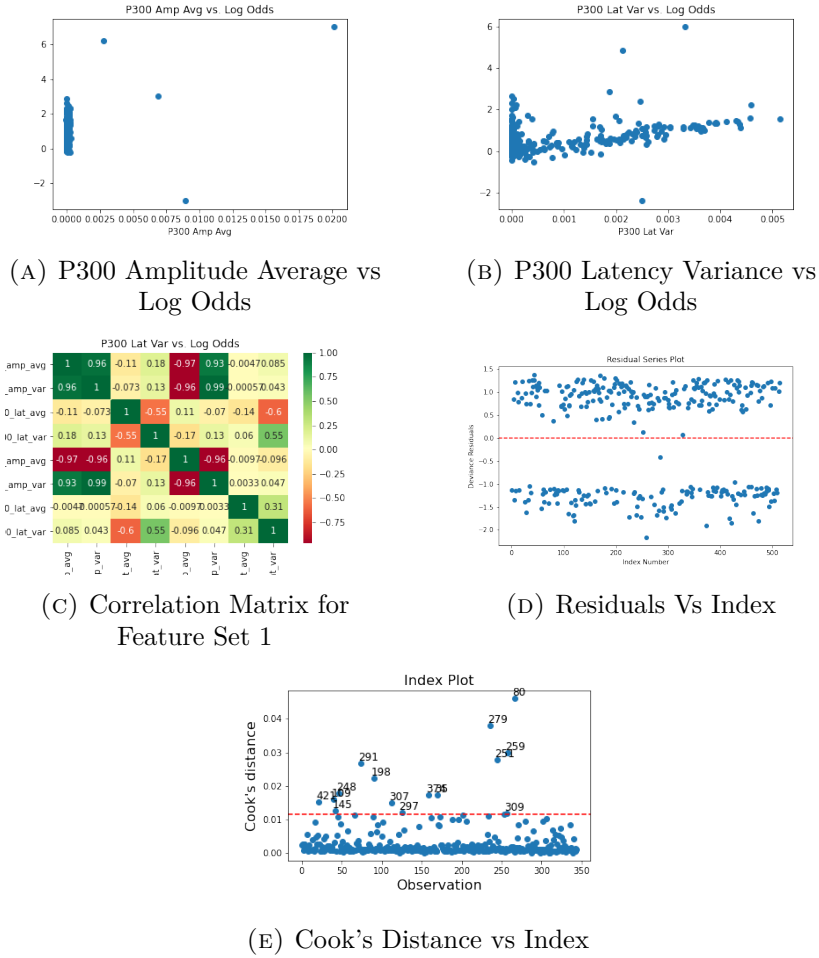 P300 Amp Avg vs. Log Odds
6
4
2
0
−2
0.0000 0.0025 0.0050 0.0075 0.0100 0.0125 0.0150 0.0175 0.0200
P300 Amp Avg
(A) P300 Amplitude Average vs
Log Odds
P300 Lat Var vs. Log Odds
6
4
2
0
−2
0.000 0.001 0.002 0.003 0.004 0.005
P300 Lat Var
(B) P300 Latency Variance vs
Log Odds
P300 Lat Var vs. Log Odds
_amp_avg 1 0.96 -0.11 0.18 -0.97 0.93 -0.0047 0.085
_amp_var 0.96 1 -0.073 0.13 -0.96 0.99 0.00057 0.043
00_lat_avg -0.11 -0.073 1 -0.55 0.11 -0.07 -0.14 -0.6
00_lat_var 0.18 0.13 -0.55 1 -0.17 0.13 0.06 0.55
_amp_avg -0.97 -0.96 0.11 -0.17 1 -0.96 -0.0097 -0.096
_amp_var 0.93 0.99 -0.07 0.13 -0.96 1 0.0033 0.047
00_lat_avg -0.0047 0.00057 -0.14 0.06 -0.0097 0.0033 1 0.31
00_lat_var 0.085 0.043 -0.6 0.55 -0.096 0.047 0.31 1
p_avg p_var t_avg at_var p_avg p_var t_avg at_var
1.00
0.75
0.50
0.25
0.00
−0.25
−0.50
−0.75
(C) Correlation Matrix for
Feature Set 1
Residual Series Plot
Deviance Residuals
1.5
1.0
0.5
0.0
−0.5
−1.0
−1.5
−2.0
0 100 200 300 400 500
Index Number
(D) Residuals Vs Index
Index Plot
Cook's distance
0.04
0.03
0.02
0.01
0.00
80
279
259
251
291
198
248
421
145
307
297
309
0 50 100 150 200 250 300 350
Observation
(E) Cook's Distance vs Index